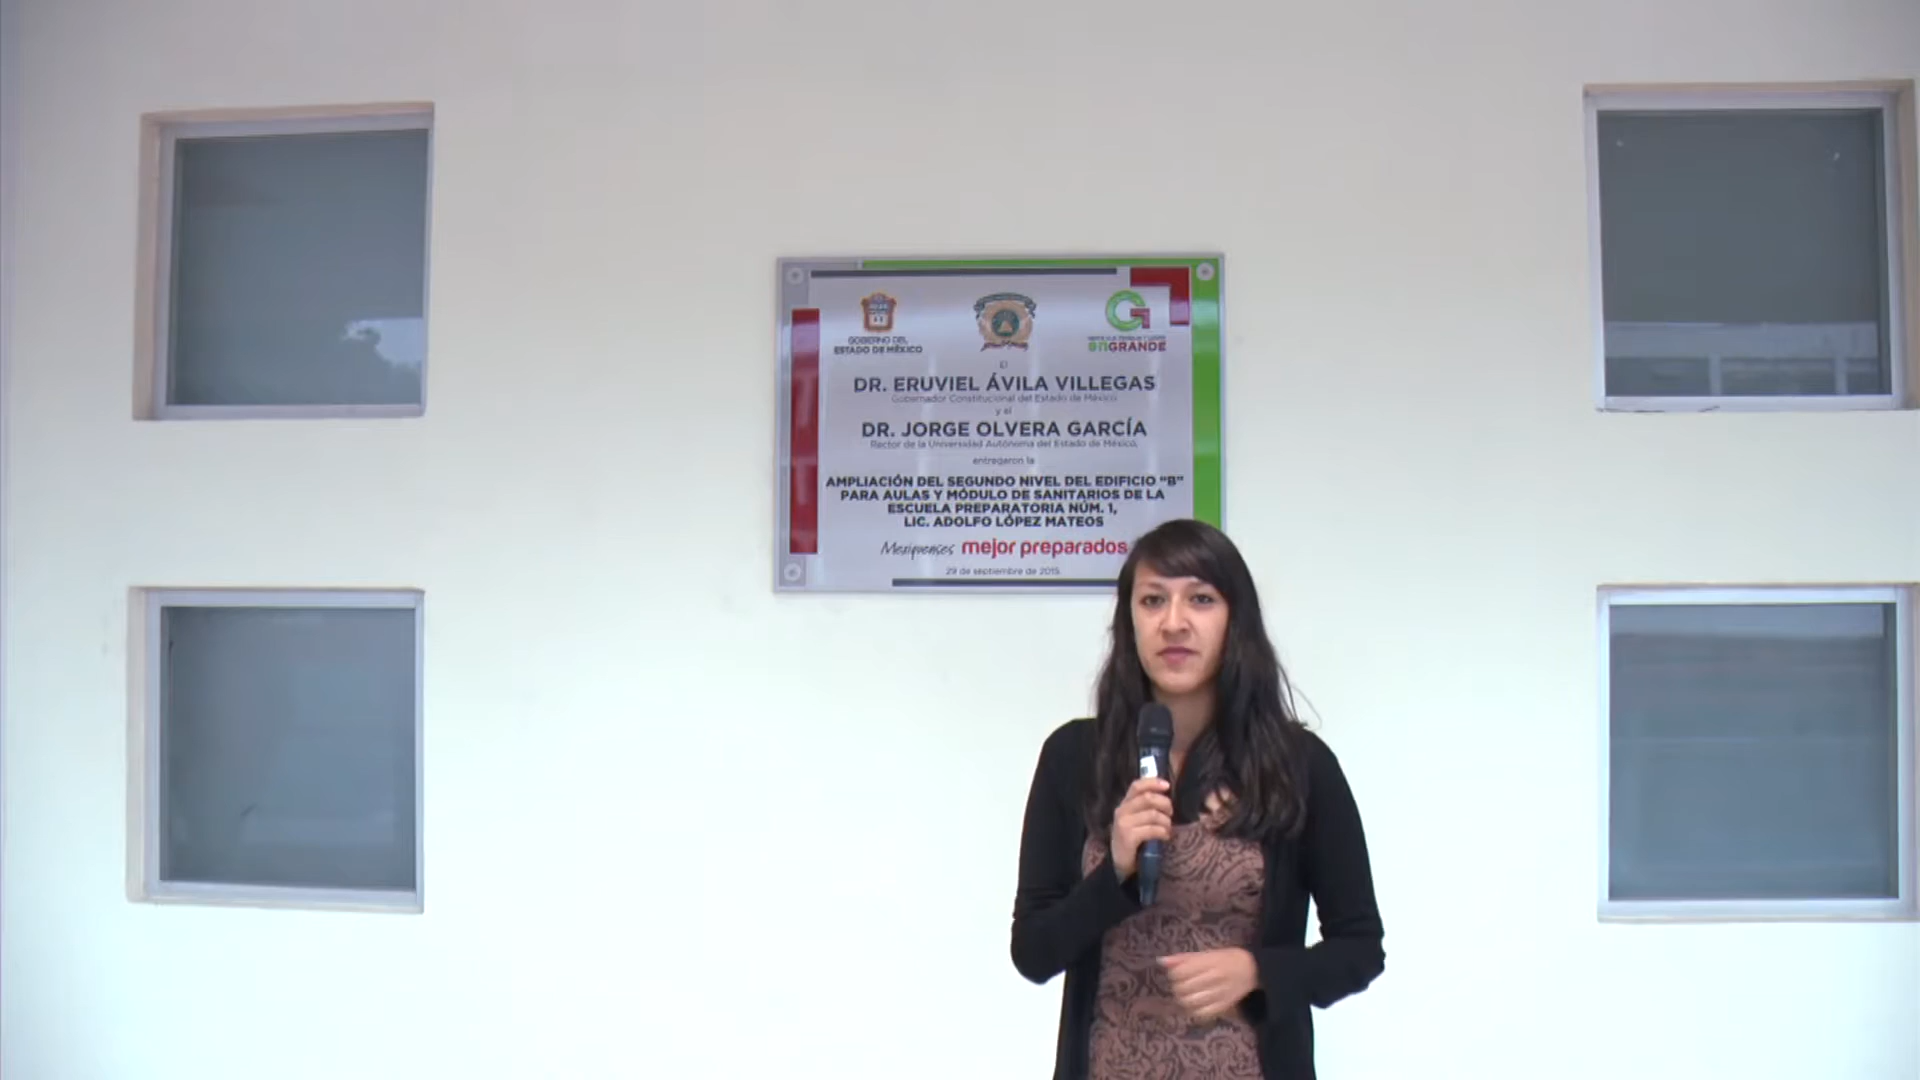 GOBIERNO DEL
ESTADO DE MÉXICO
enGRANDE
El
DR. ERUVIEL ÁVILA VILLEGAS
Gobernador Constitucional del Estado de México
y el
DR. JORGE OLVERA GARCÍA
Rector de la Universidad Autónoma del Estado de México,
entregaron la
AMPLIACIÓN DEL SEGUNDO NIVEL DEL EDIFICIO "B"
PARA AULAS Y MÓDULO DE SANITARIOS DE LA
ESCUELA PREPARATORIA NÚM. 1,
LIC. ADOLFO LÓPEZ MATEOS
Mexiquenses mejor preparados
29 de septiembre de 2015.